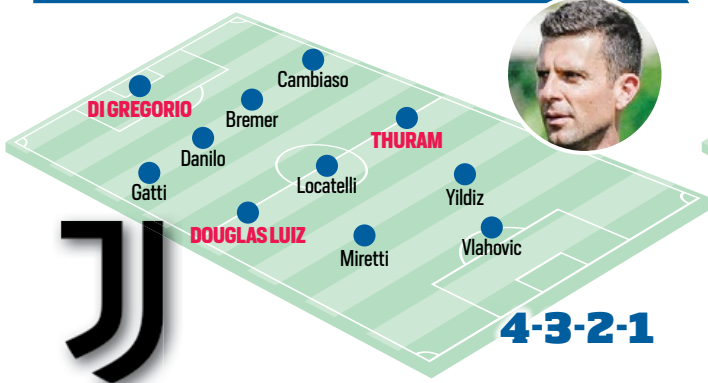 Cambiaso
DI GREGORIO
Bremer
THURAM
Danilo
Gatti
Locatelli
Yildiz
DOUGLAS LUIZ
Miretti
Vlahovic
4-3-2-1